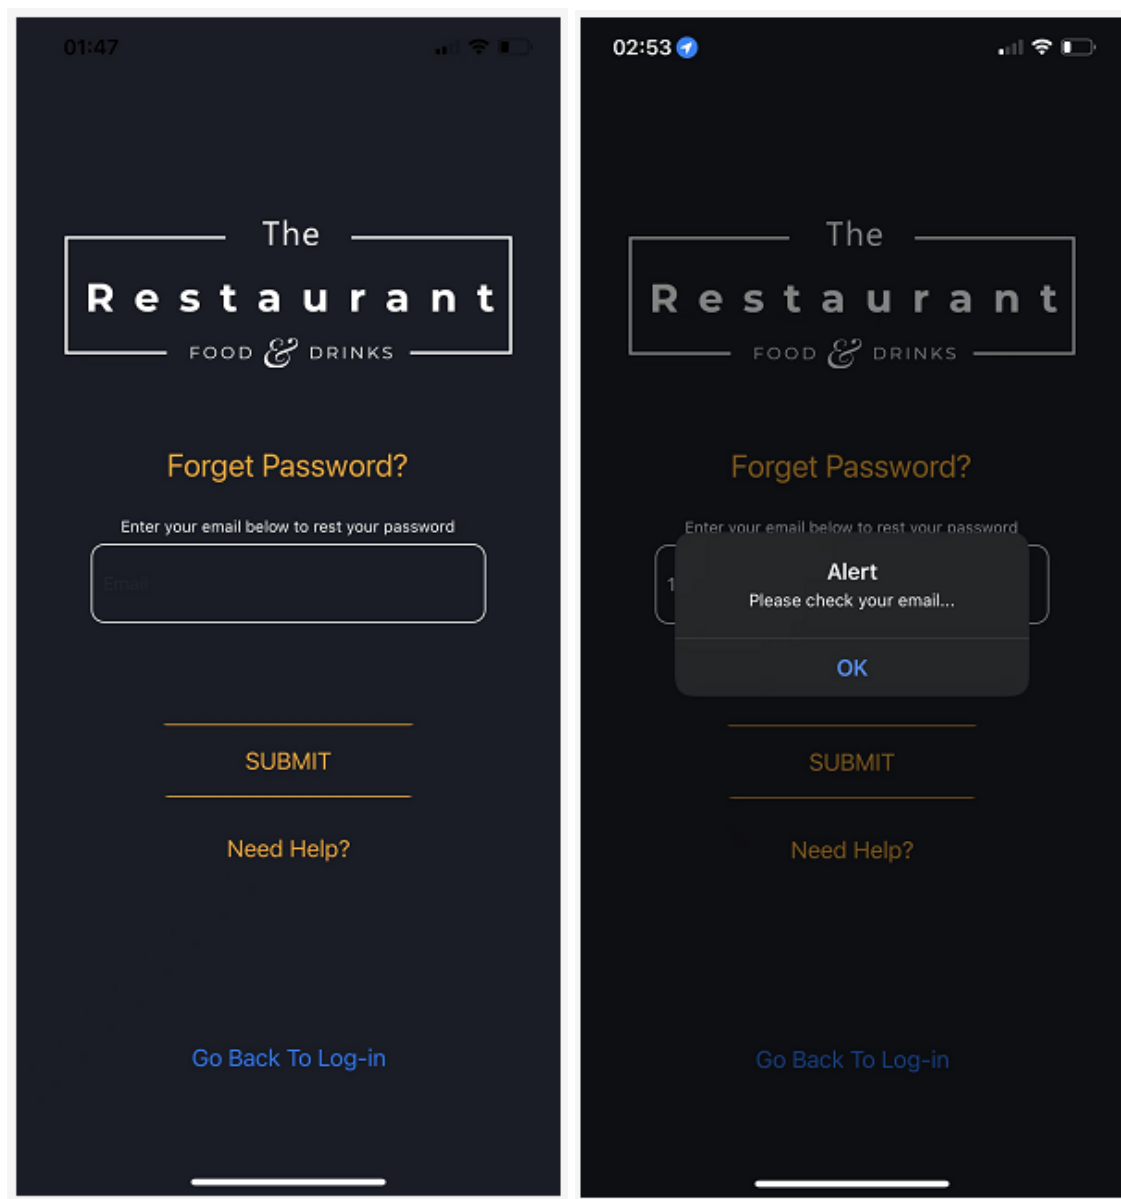 01:47
The
Restaurant
FOOD & DRINKS
Forget Password?
Enter your email below to rest your password
Email
SUBMIT
Need Help?
Go Back To Log-in
02:53
The
Restaurant
FOOD & DRINKS
Forget Password?
Enter your email below to rest your password
1
Alert
Please check your email...
OK
SUBMIT
Need Help?
Go Back To Log-in